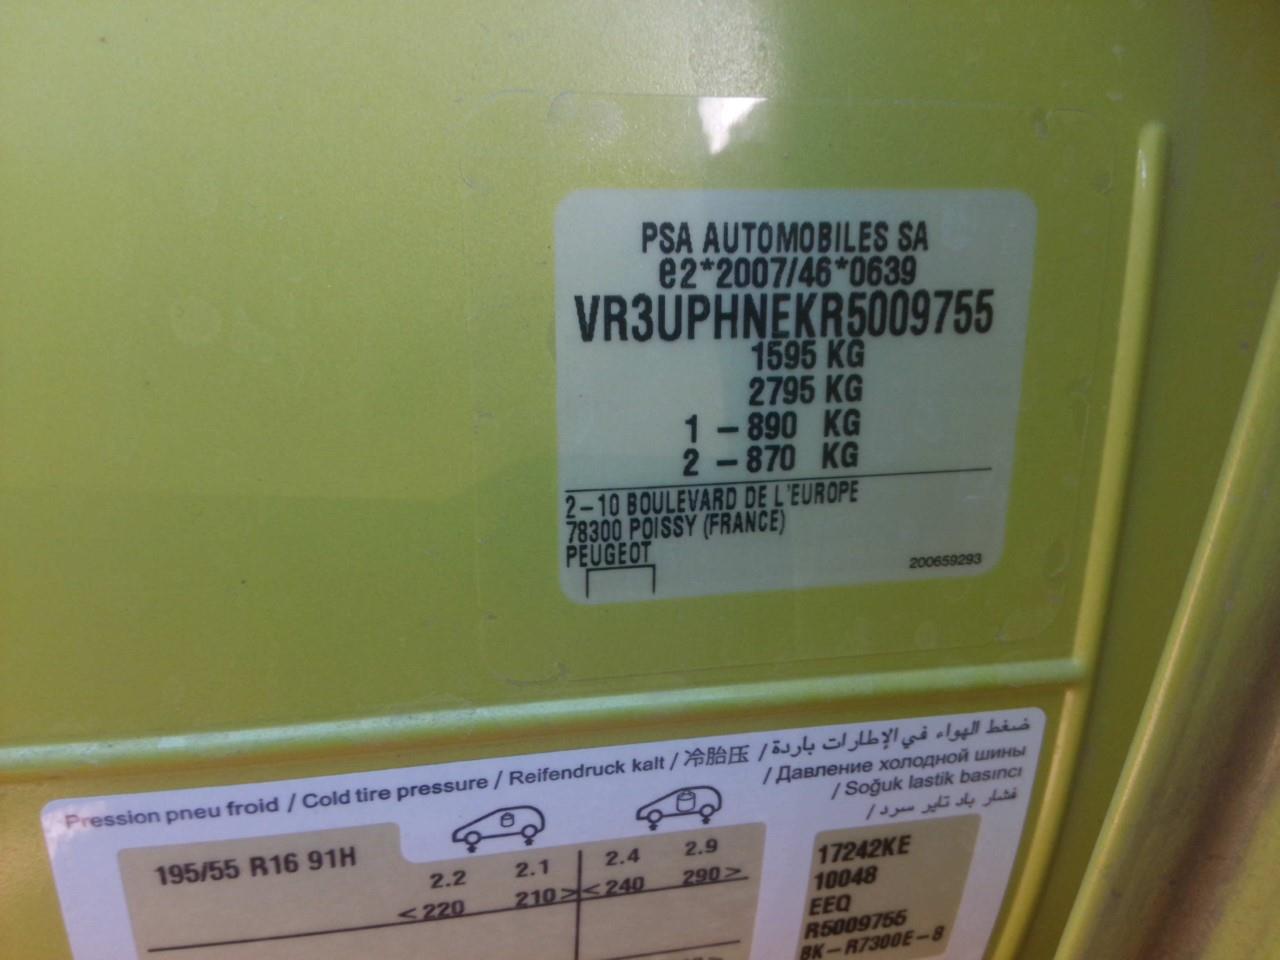 PSA AUTOMOBILES SA
e2*2007/46*0639
VR3UPHNEKR5009755
1595 KG
2795 KG
1 - 890 KG
2 - 870 KG
2-10 BOULEVARD DE L'EUROPE
78300 POISSY (FRANCE)
PEUGEOT
200659293
Pression pneu froid / Cold tire pressure / Reifendruck kalt / 冷胎压 / ضغط الهواء في الإطارات باردة
/ Давление холодной шины
/ Soğuk lastik basıncı
/ فشار باد تایر سرد
195/55 R16 91H
2.2 2.1 2.4 2.9
<220 210> <240 290>
17242KE
10048
EEQ
R5009755
8K-R7300E-8